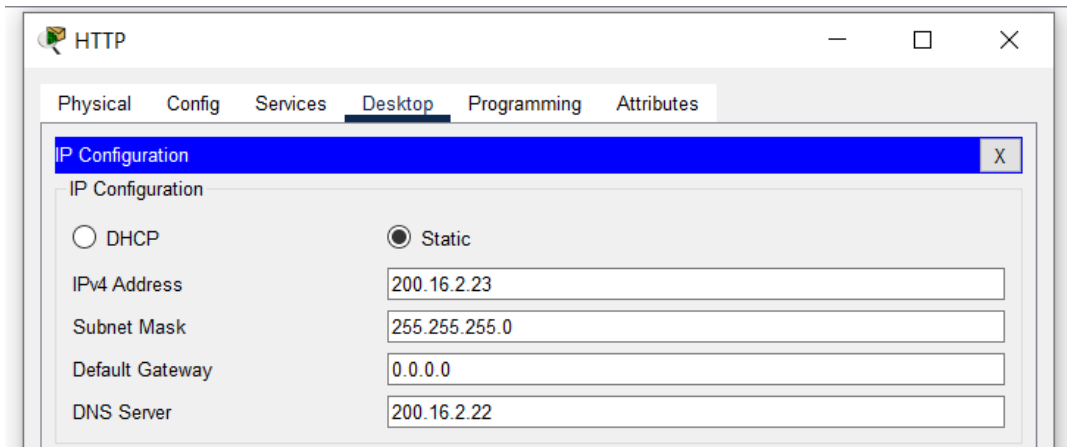 HTTP
Physical Config Services Desktop Programming Attributes
IP Configuration X
IP Configuration
DHCP Static
IPv4 Address 200.16.2.23
Subnet Mask 255.255.255.0
Default Gateway 0.0.0.0
DNS Server 200.16.2.22